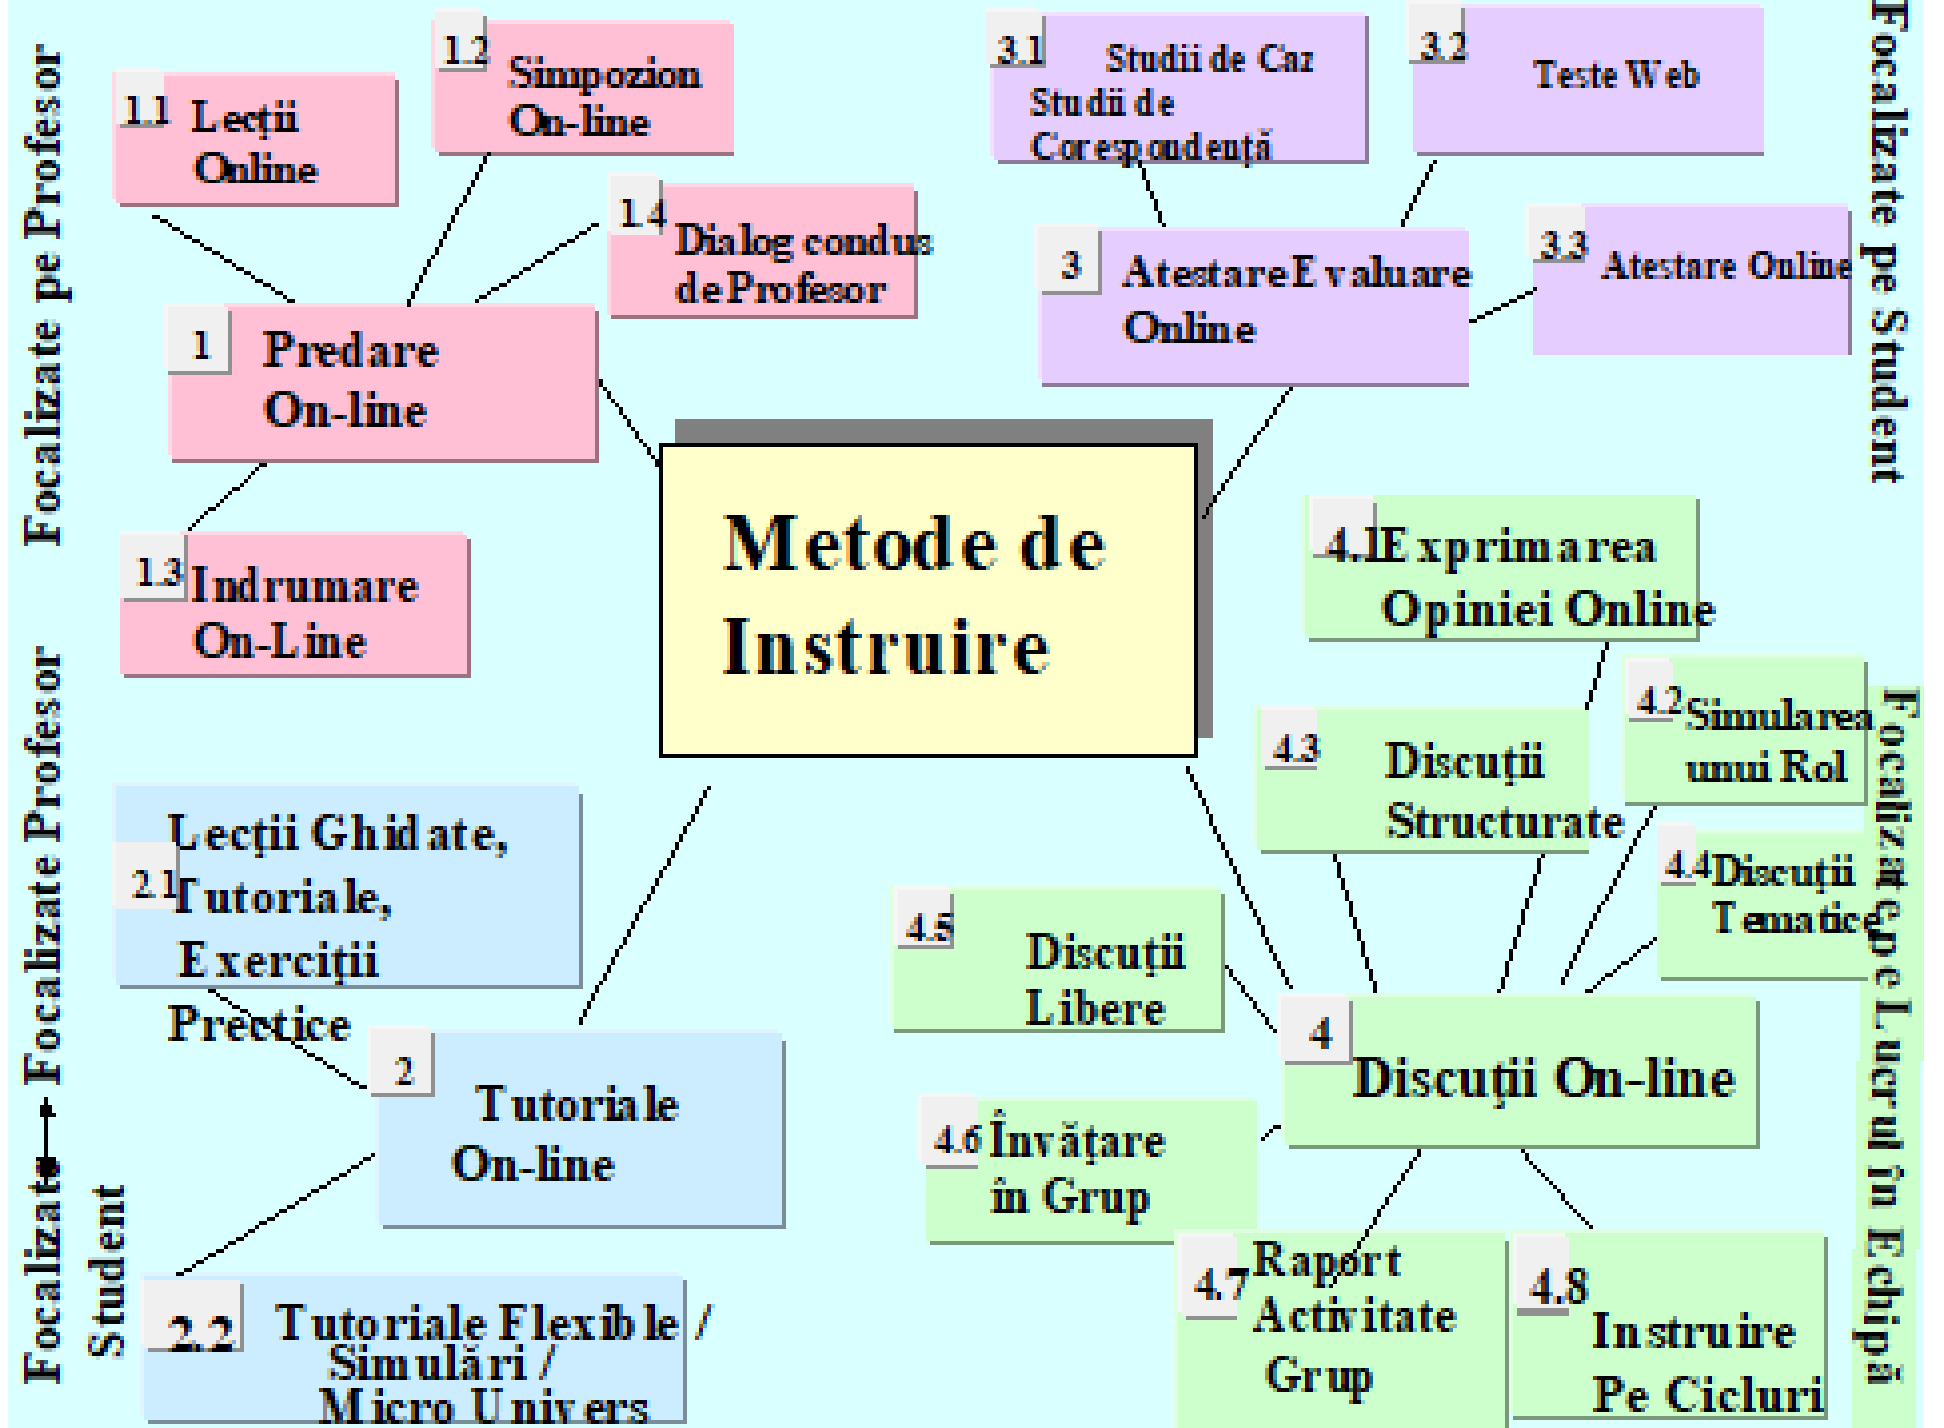 Focalizate pe Profesor
1.1
Lecții
Online
1.2
Simpozion
On-line
1.4
Dialog condus
de Profesor
1
Predare
On-line
1.3
Indrumare
On-Line
3.1
Studii de Caz
Studii de
Corespondență
3.2
Teste Web
3.3
Atestare Online
3
Atestare Evaluare
Online
Focalizate pe Student
Metode de
Instruire
Focalizate Profesor
Focalizate
Student
2.1
Lecții Ghidate,
Tutoriale,
Exerciții
Prectice
2
Tutoriale
On-line
2.2
Tutoriale Flexible /
Simulări /
Micro Univers
4.1
Exprimarea
Opiniei Online
4.2
Simularea
unui Rol
4.3
Discuții
Structurate
4.4
Discuții
Tematice
4.5
Discuții
Libere
4
Discuții On-line
4.6
Învățare
în Grup
4.7
Raport
Activitate
Grup
4.8
Instruire
Pe Cicluri
Focalizate pe Lucrul în Echipă